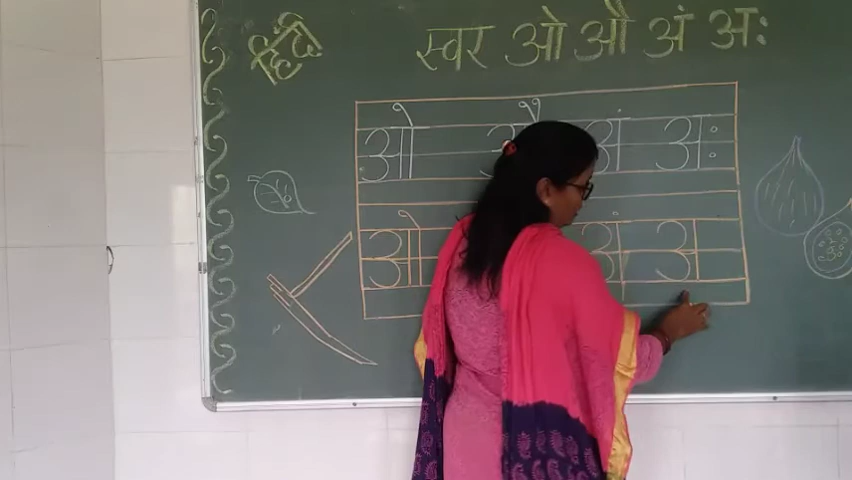 हिंदी
स्वर ओ औ अं अः
ओ अं अः
ओ अं अ